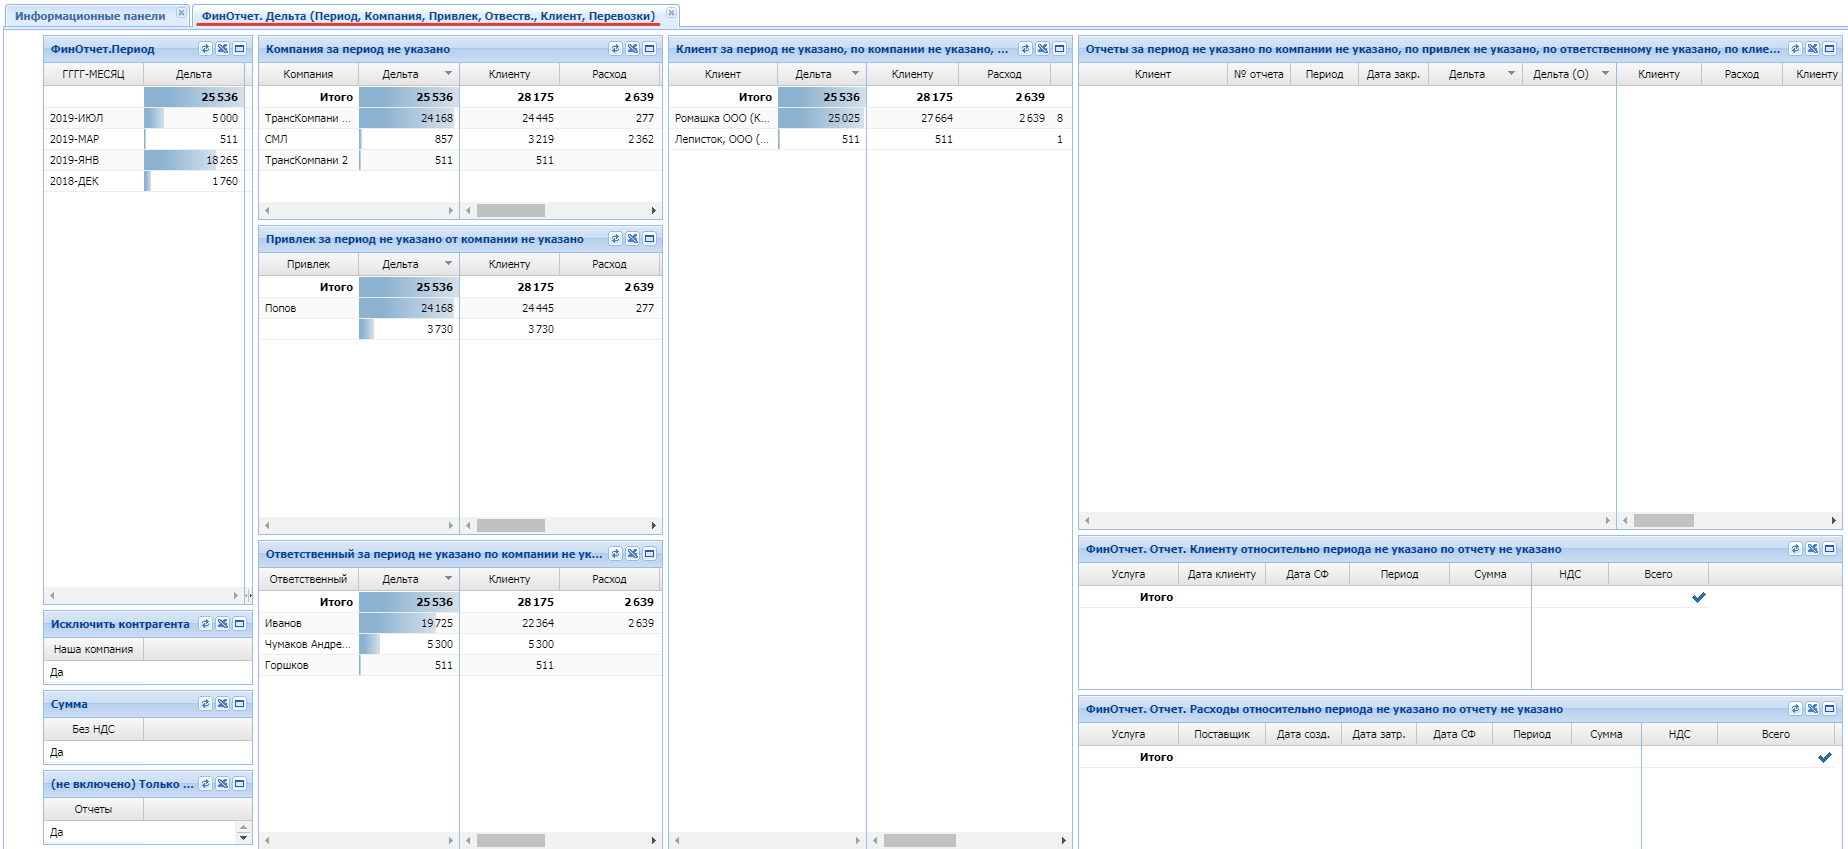 Информационные панели
ФинОтчет. Дельта (Период, Компания, Привлек, Отвеств., Клиент, Перевозки)
ФинОтчет.Период
ГГГГ-МЕСЯЦ Дельта
25 536
2019-ИЮЛ 5 000
2019-МАР 511
2019-ЯНВ 18 265
2018-ДЕК 1 760
Исключить контрагента
Наша компания
Да
Сумма
Без НДС
Да
(не включено) Только ...
Отчеты
Да
Компания за период не указано
Компания Дельта Клиенту Расход
Итого 25 536 28 175 2 639
ТрансКомпани ... 24 168 24 445 277
СМЛ 857 3 219 2 362
ТрансКомпани 2 511 511
Привлек за период не указано от компании не указано
Привлек Дельта Клиенту Расход
Итого 25 536 28 175 2 639
Попов 24 168 24 445 277
3 730 3 730
Ответственный за период не указано по компании не ук...
Ответственный Дельта Клиенту Расход
Итого 25 536 28 175 2 639
Иванов 19 725 22 364 2 639
Чумаков Андре... 5 300 5 300
Горшков 511 511
Клиент за период не указано, по компании не указано, ...
Клиент Дельта Клиенту Расход
Итого 25 536 28 175 2 639
Ромашка ООО (К... 25 025 27 664 2 639 8
Леписток, ООО (... 511 511 1
Отчеты за период не указано по компании не указано, по привлек не указано, по ответственному не указано, по клие...
Клиент № отчета Период Дата закр. Дельта Дельта (О) Клиенту Расход Клиенту
ФинОтчет. Отчет. Клиенту относительно периода не указано по отчету не указано
Услуга Дата клиенту Дата СФ Период Сумма НДС Всего
Итого
ФинОтчет. Отчет. Расходы относительно периода не указано по отчету не указано
Услуга Поставщик Дата созд. Дата затр. Дата СФ Период Сумма НДС Всего
Итого